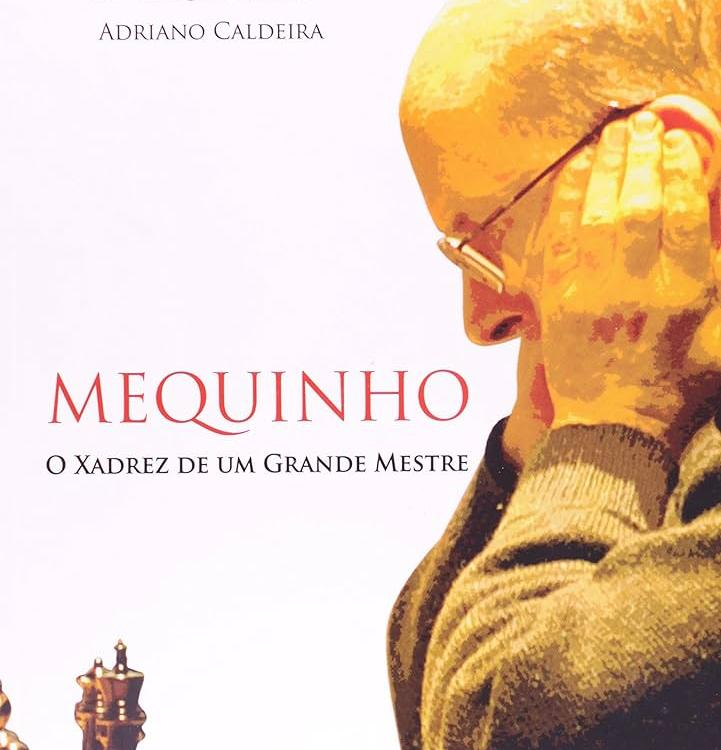 Adriano Caldeira
MEQUINHO
O Xadrez de um Grande Mestre